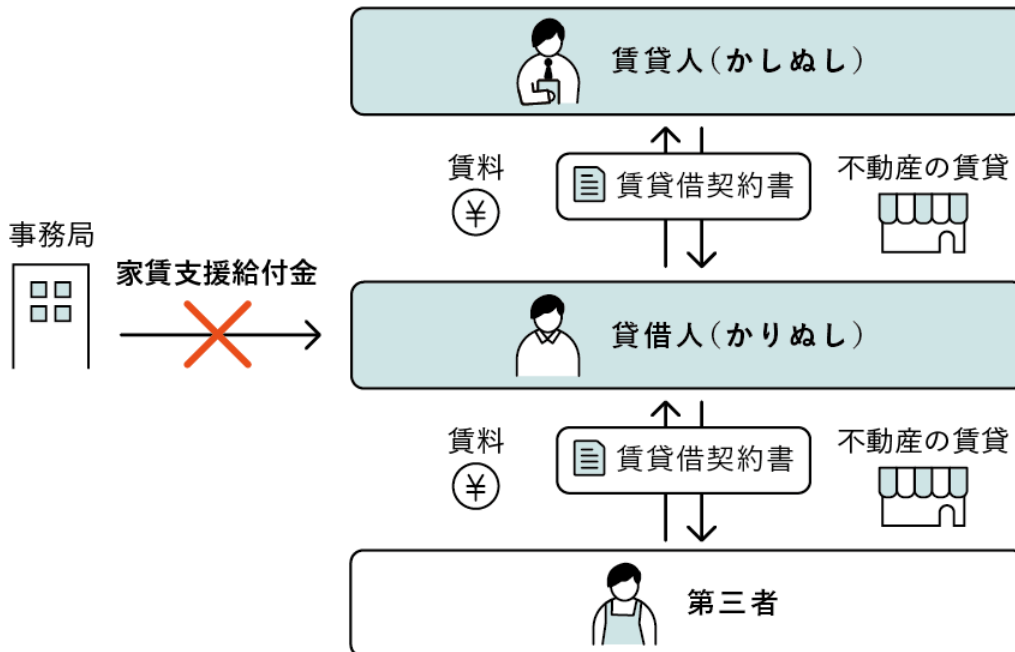 賃貸人(かしぬし)
賃料
賃貸借契約書
不動産の賃貸
事務局
家賃支援給付金
貸借人(かりぬし)
賃料
賃貸借契約書
不動産の賃貸
第三者